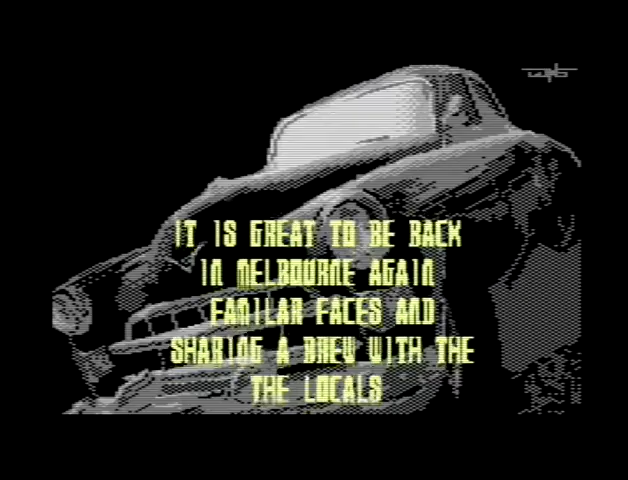 IT IS GREAT TO BE BACK
IN MELBOURNE AGAIN
FAMILAR FACES AND
SHARING A BREW WITH THE
THE LOCALS